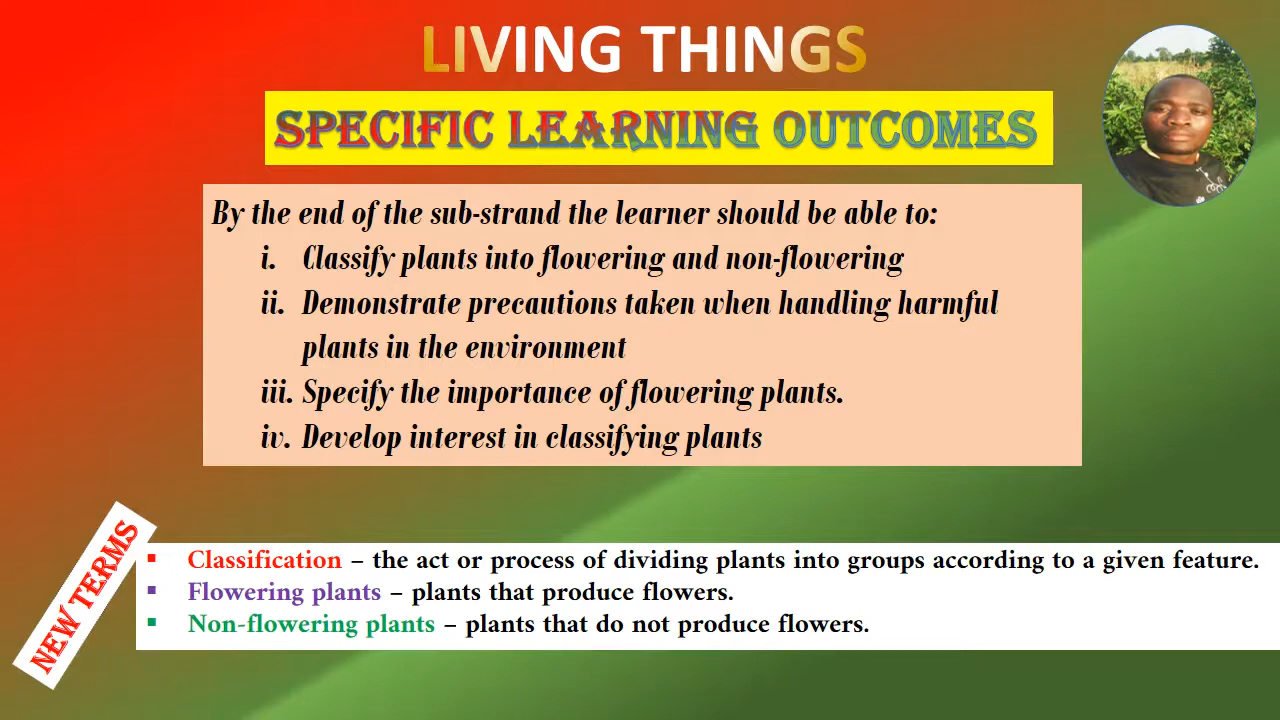 LIVING THINGS
SPECIFIC LEARNING OUTCOMES
By the end of the sub-strand the learner should be able to:
i. Classify plants into flowering and non-flowering
ii. Demonstrate precautions taken when handling harmful
plants in the environment
iii. Specify the importance of flowering plants.
iv. Develop interest in classifying plants
NEW TERMS
▪ Classification – the act or process of dividing plants into groups according to a given feature.
▪ Flowering plants – plants that produce flowers.
▪ Non-flowering plants – plants that do not produce flowers.